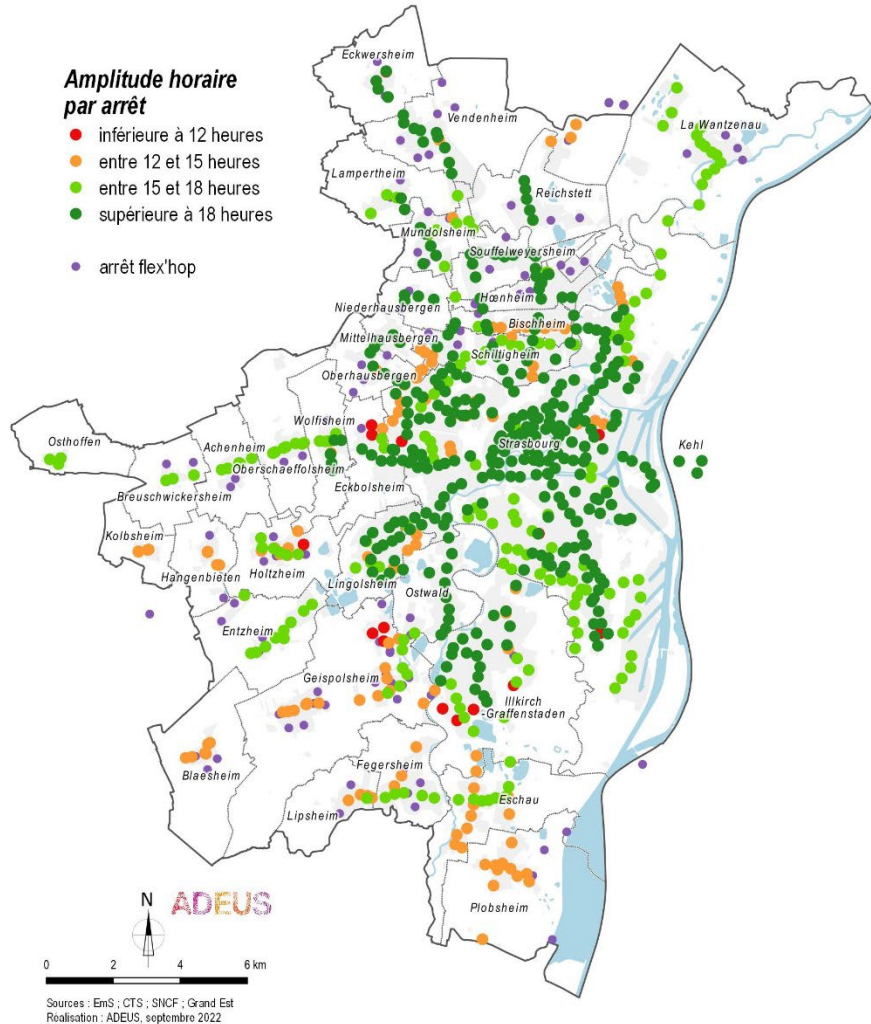 Amplitude horaire
par arrêt
inférieure à 12 heures
entre 12 et 15 heures
entre 15 et 18 heures
supérieure à 18 heures
arrêt flex'hop
Eckwersheim
Vendenheim
La Wantzenau
Lampertheim
Reichstett
Mundolsheim
Souffelweyersheim
Niederhausbergen
Hœnheim
Mittelhausbergen
Bischheim
Schiltigheim
Oberhausbergen
Wolfisheim
Osthoffen
Achenheim
Strasbourg
Kehl
Oberschaeffolsheim
Breuschwickersheim
Eckbolsheim
Kolbsheim
Hangenbieten
Holtzheim
Lingolsheim
Ostwald
Entzheim
Geispolsheim
Illkirch
-Graffenstaden
Blaesheim
Fegersheim
Lipsheim
Eschau
Plobsheim
N
ADEUS
0 2 4 6 km
Sources : EmS ; CTS ; SNCF ; Grand Est
Réalisation : ADEUS, septembre 2022